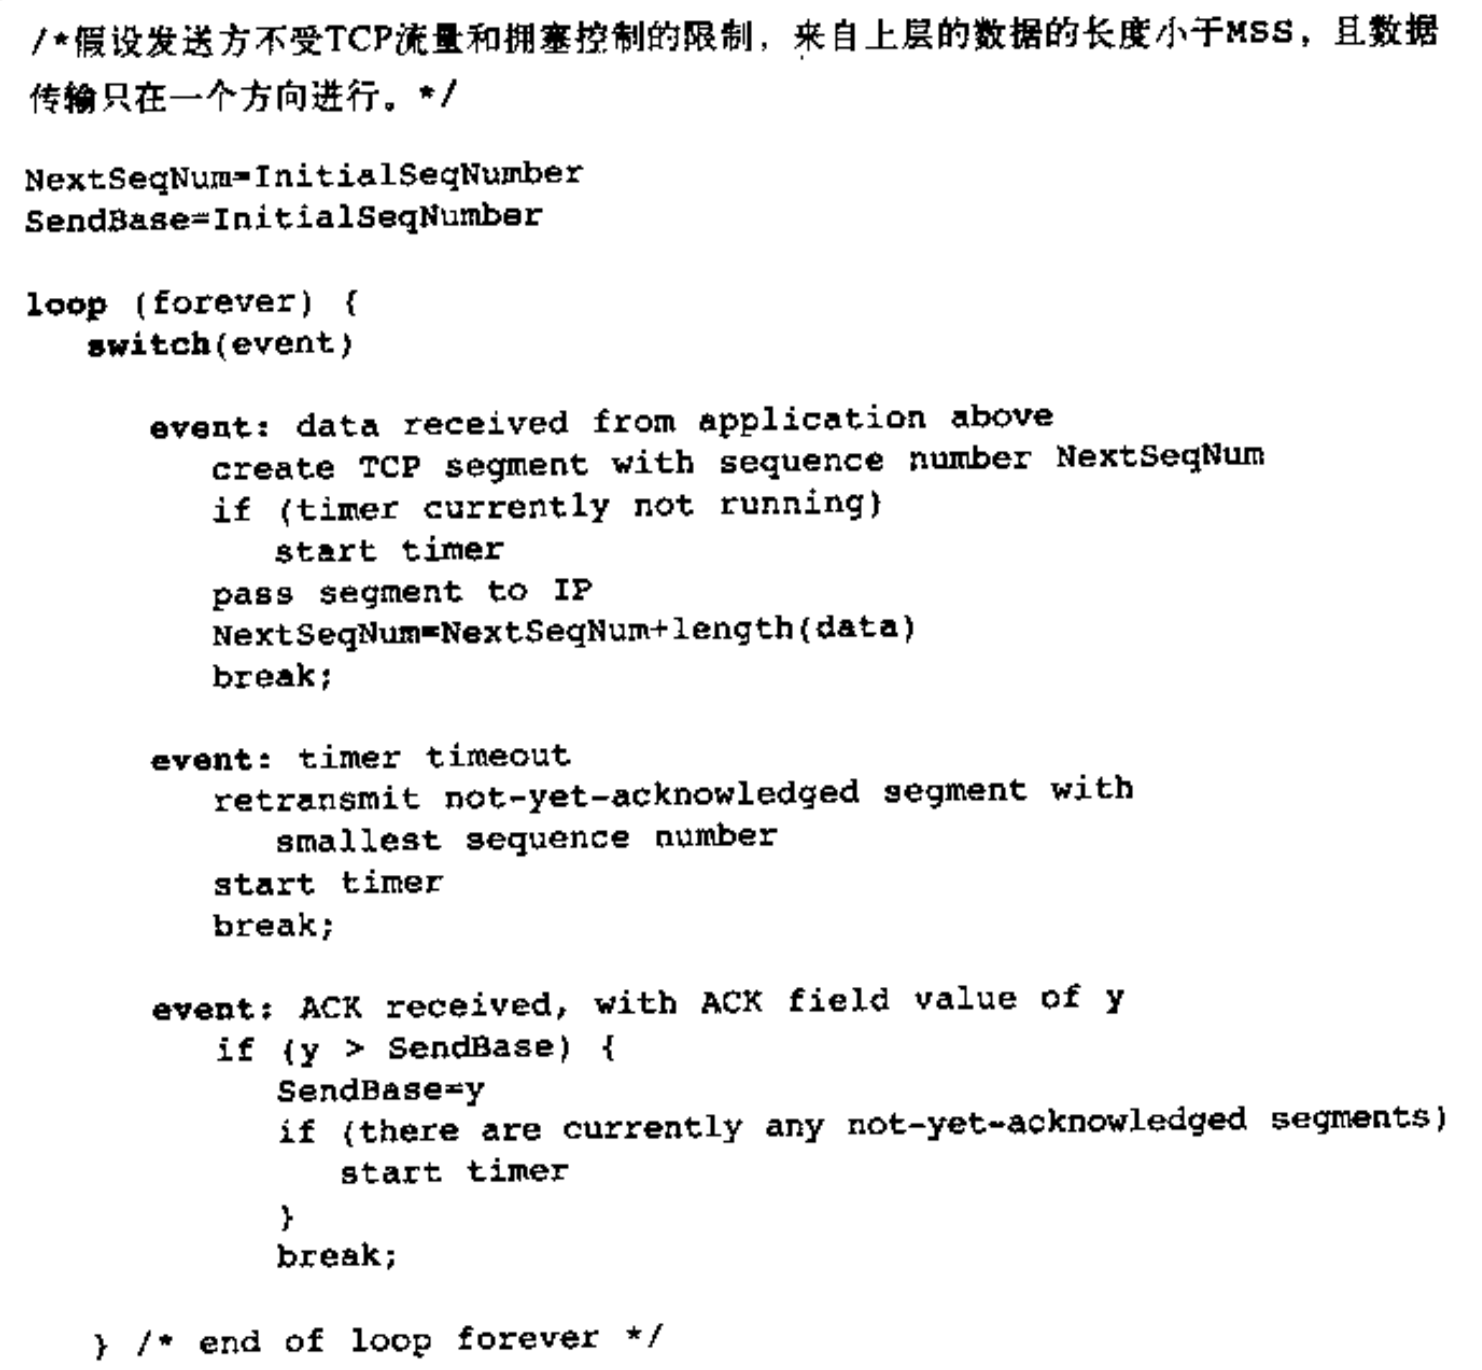 /*假设发送方不受TCP流量和拥塞控制的限制，来自上层的数据的长度小于MSS，且数据
传输只在一个方向进行。*/
NextSeqNum=InitialSeqNumber
SendBase=InitialSeqNumber
loop (forever) {
switch(event)
event: data received from application above
create TCP segment with sequence number NextSeqNum
if (timer currently not running)
start timer
pass segment to IP
NextSeqNum=NextSeqNum+length(data)
break;
event: timer timeout
retransmit not-yet-acknowledged segment with
smallest sequence number
start timer
break;
event: ACK received, with ACK field value of y
if (y > SendBase) {
SendBase=y
if (there are currently any not-yet-acknowledged segments)
start timer
}
break;
} /* end of loop forever */